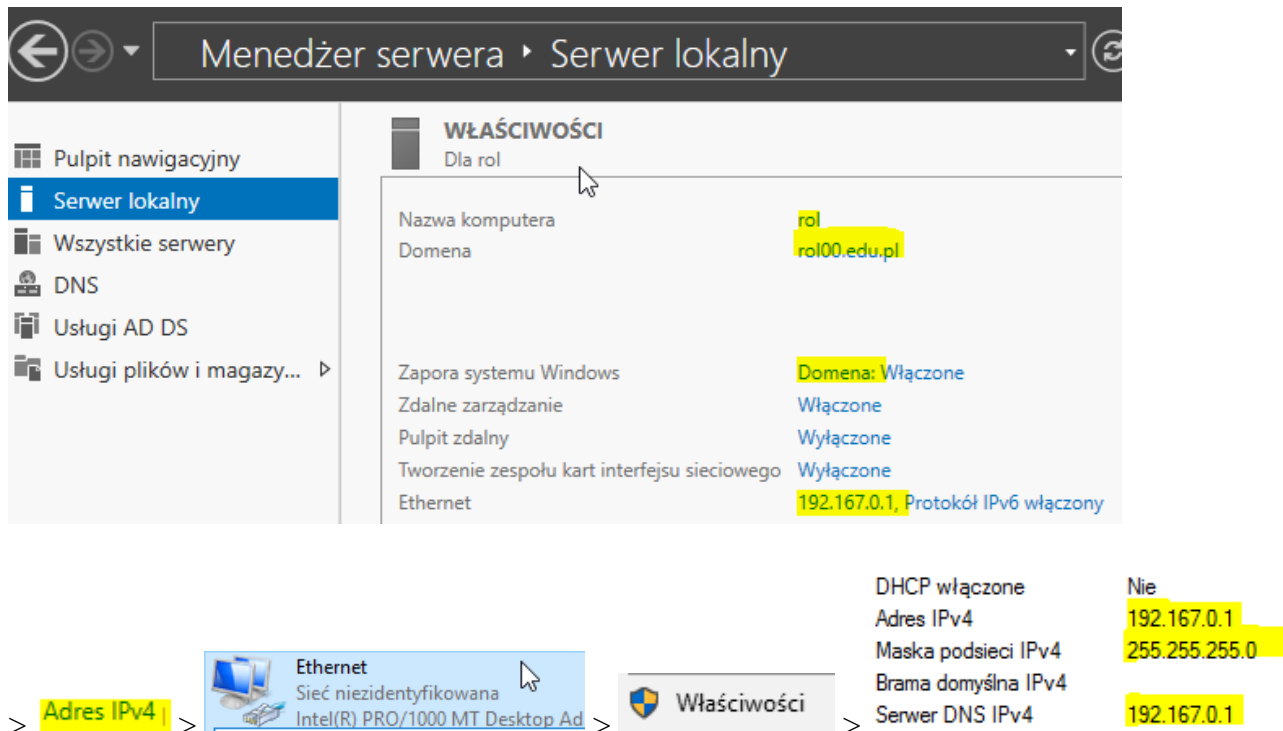 Menedżer serwera ‣ Serwer lokalny
Pulpit nawigacyjny
Serwer lokalny
Wszystkie serwery
DNS
Usługi AD DS
Usługi plików i magazy...
WŁAŚCIWOŚCI
Dla rol
Nazwa komputera rol
Domena rol00.edu.pl
Zapora systemu Windows Domena: Włączone
Zdalne zarządzanie Włączone
Pulpit zdalny Wyłączone
Tworzenie zespołu kart interfejsu sieciowego Wyłączone
Ethernet 192.167.0.1, Protokół IPv6 włączony
> Adres IPv4 >
Ethernet
Sieć niezidentyfikowana
Intel(R) PRO/1000 MT Desktop Ad
> Właściwości >
DHCP włączone Nie
Adres IPv4 192.167.0.1
Maska podsieci IPv4 255.255.255.0
Brama domyślna IPv4
Serwer DNS IPv4 192.167.0.1